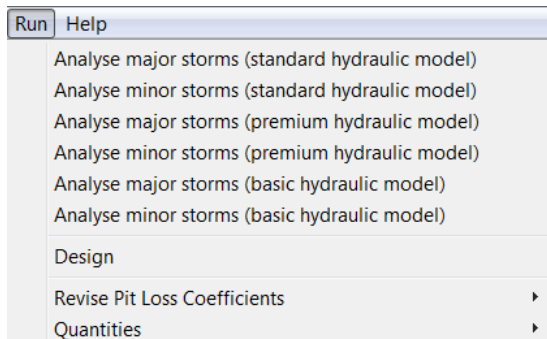 Run Help
Analyse major storms (standard hydraulic model)
Analyse minor storms (standard hydraulic model)
Analyse major storms (premium hydraulic model)
Analyse minor storms (premium hydraulic model)
Analyse major storms (basic hydraulic model)
Analyse minor storms (basic hydraulic model)
Design
Revise Pit Loss Coefficients
Quantities